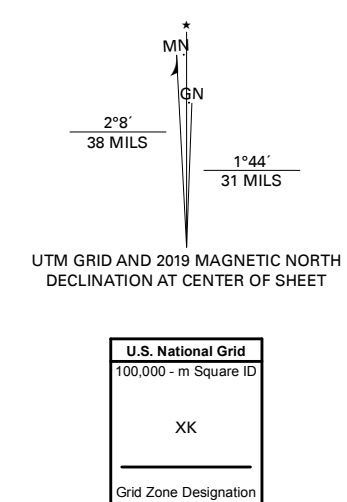 MN
GN
2°8´
38 MILS
1°44´
31 MILS
UTM GRID AND 2019 MAGNETIC NORTH
DECLINATION AT CENTER OF SHEET
U.S. National Grid
100,000 - m Square ID
XK
Grid Zone Designation